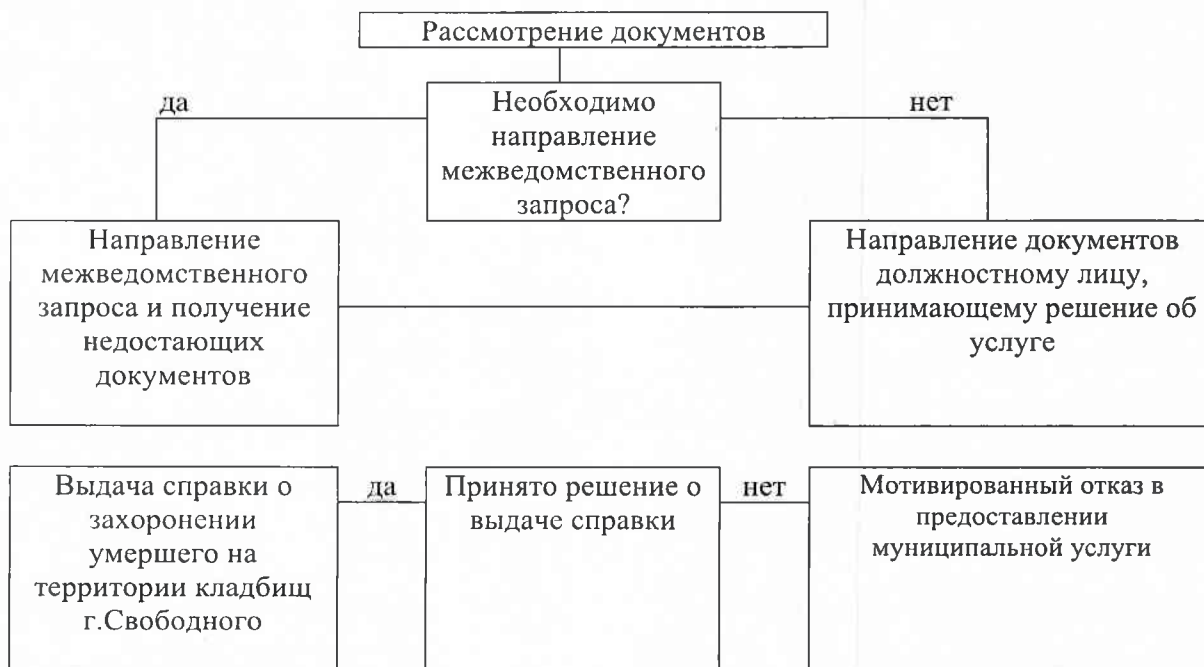 Рассмотрение документов
да
Необходимо
направление
межведомственного
запроса?
нет
Направление
межведомственного
запроса и получение
недостающих
документов
Направление документов
должностному лицу,
принимающему решение об
услуге
Выдача справки о
захоронении
умершего на
территории кладбищ
г.Свободного
да
Принято решение о
выдаче справки
нет
Мотивированный отказ в
предоставлении
муниципальной услуги